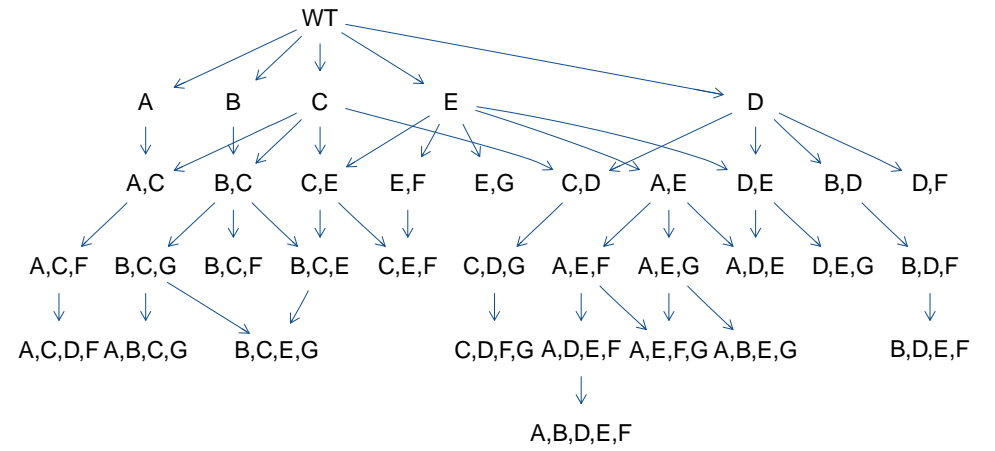 WT
A B C E D
A,C B,C C,E E,F E,G C,D A,E D,E B,D D,F
A,C,F B,C,G B,C,F B,C,E C,E,F C,D,G A,E,F A,E,G A,D,E D,E,G B,D,F
A,C,D,F A,B,C,G B,C,E,G C,D,F,G A,D,E,F A,E,F,G A,B,E,G B,D,E,F
A,B,D,E,F